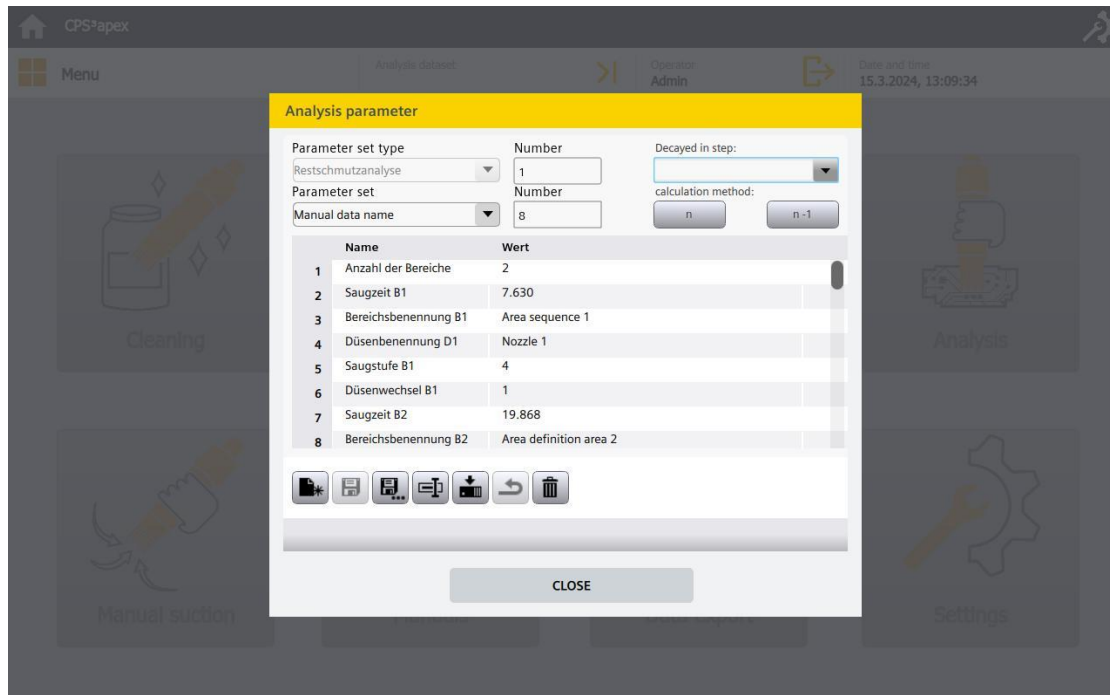 CPS³apex
Menu
Analysis dataset
Operator
Admin
Date and time
15.3.2024, 13:09:34
Analysis parameter
Parameter set type
Number
Decayed in step:
Restschmutzanalyse
1
Parameter set
Number
calculation method:
Manual data name
8
n
n -1
Name Wert
1 Anzahl der Bereiche 2
2 Saugzeit B1 7.630
3 Bereichsbenennung B1 Area sequence 1
4 Düsenbenennung D1 Nozzle 1
5 Saugstufe B1 4
6 Düsenwechsel B1 1
7 Saugzeit B2 19.868
8 Bereichsbenennung B2 Area definition area 2
CLOSE
Cleaning
Analysis
Manual suction
Manuals
Data export
Settings